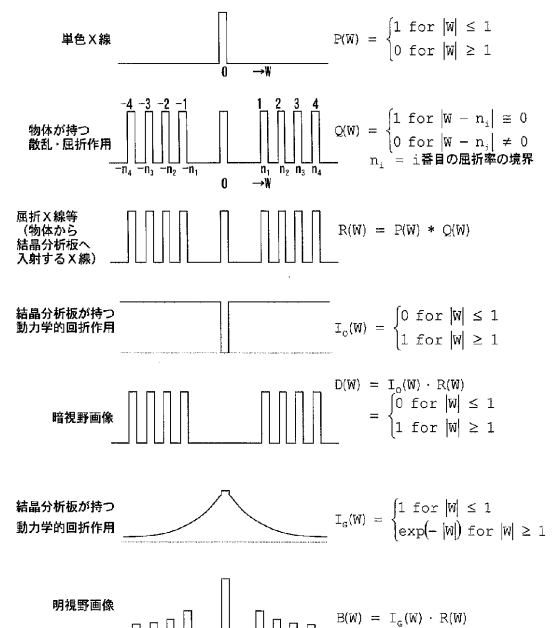 単色X線
0 →W
P(W) = {1 for |W| ≤ 1
0 for |W| ≥ 1
物体が持つ
散乱・屈折作用
-4 -3 -2 -1 1 2 3 4
-n₄ -n₃ -n₂ -n₁ n₁ n₂ n₃ n₄
0 →W
Q(W) = {1 for |W - nᵢ| ≅ 0
0 for |W - nᵢ| ≠ 0
nᵢ = i番目の屈折率の境界
屈折X線等
(物体から
結晶分析板へ
入射するX線)
R(W) = P(W) * Q(W)
結晶分析板が持つ
動力学的回折作用
I₀(W) = {0 for |W| ≤ 1
1 for |W| ≥ 1
暗視野画像
D(W) = I₀(W) · R(W)
= {0 for |W| ≤ 1
1 for |W| ≥ 1
結晶分析板が持つ
動力学的回折作用
I_G(W) = {1 for |W| ≤ 1
exp(-|W|) for |W| ≥ 1
明視野画像
B(W) = I_G(W) · R(W)